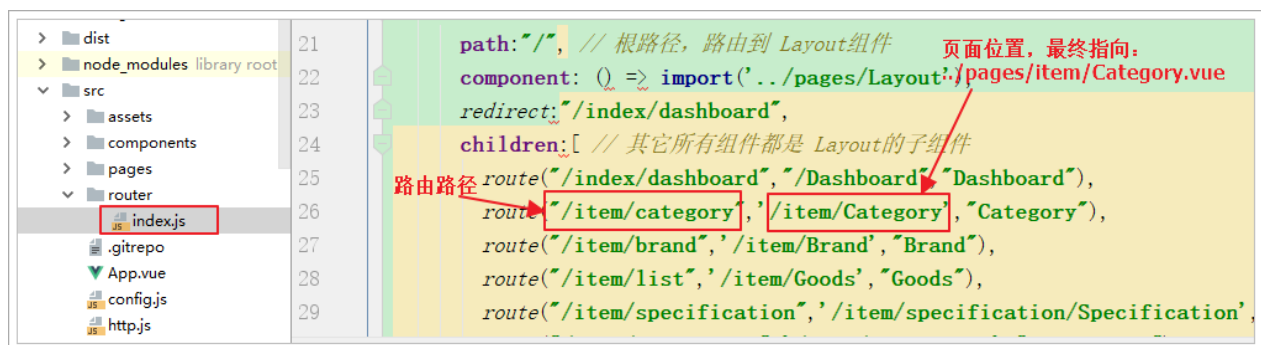 dist
node_modules library root
src
assets
components
pages
router
index.js
.gitrepo
App.vue
config.js
http.js
21 path:"/", // 根路径，路由到 Layout组件
22 component: () => import('../pages/Layout'),
23 redirect:"/index/dashboard",
24 children:[ // 其它所有组件都是 Layout的子组件
25 route("/index/dashboard","/Dashboard","Dashboard"),
26 route("/item/category",'/item/Category',"Category"),
27 route("/item/brand",'/item/Brand',"Brand"),
28 route("/item/list",'/item/Goods',"Goods"),
29 route("/item/specification",'/item/specification/Specification',
页面位置，最终指向：
../pages/item/Category.vue
路由路径